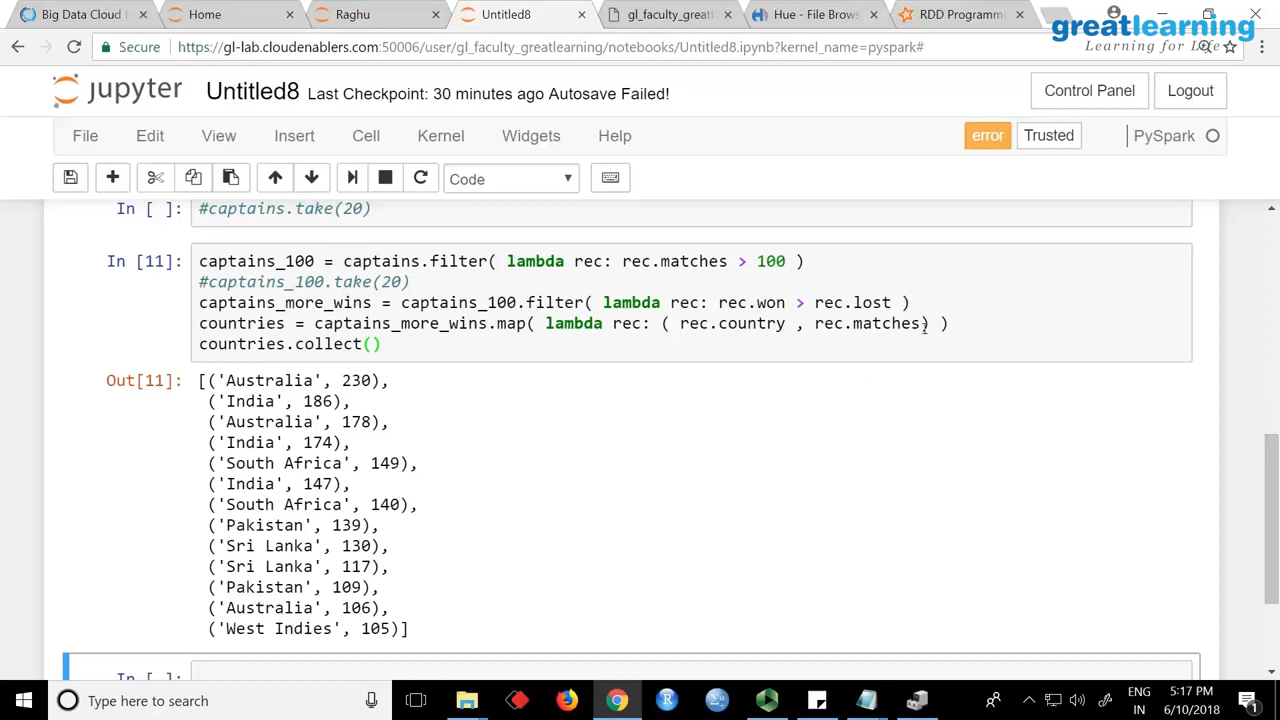 Big Data Cloud L
Home
Raghu
Untitled8
gl_faculty_greatl
Hue - File Brows
RDD Programm
greatlearning
Learning for Life
Secure
https://gl-lab.cloudenablers.com:50006/user/gl_faculty_greatlearning/notebooks/Untitled8.ipynb?kernel_name=pyspark#
jupyter Untitled8 Last Checkpoint: 30 minutes ago Autosave Failed!
Control Panel
Logout
File Edit View Insert Cell Kernel Widgets Help
error
Trusted
PySpark
Code
In [ ]: #captains.take(20)
In [11]: captains_100 = captains.filter( lambda rec: rec.matches > 100 )
#captains_100.take(20)
captains_more_wins = captains_100.filter( lambda rec: rec.won > rec.lost )
countries = captains_more_wins.map( lambda rec: ( rec.country , rec.matches) )
countries.collect()
Out[11]: [('Australia', 230),
('India', 186),
('Australia', 178),
('India', 174),
('South Africa', 149),
('India', 147),
('South Africa', 140),
('Pakistan', 139),
('Sri Lanka', 130),
('Sri Lanka', 117),
('Pakistan', 109),
('Australia', 106),
('West Indies', 105)]
In [ ]:
Type here to search
ENG
IN
5:17 PM
6/10/2018
1